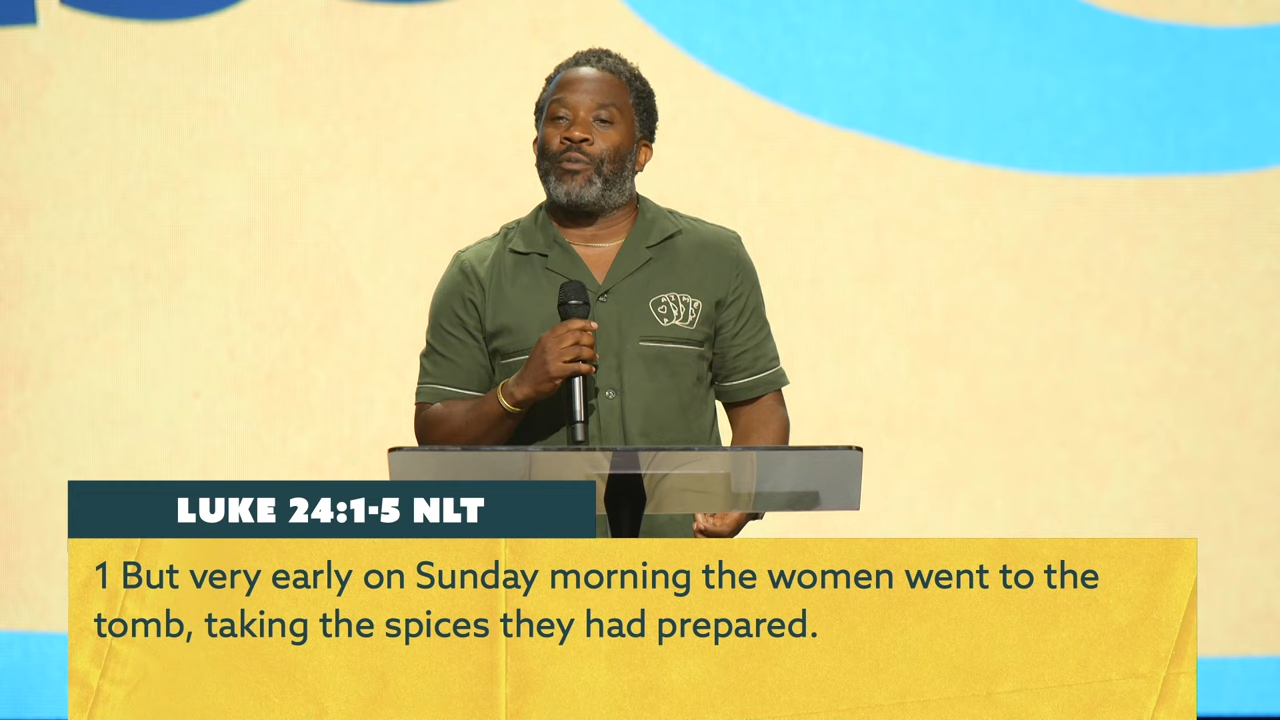 LUKE 24:1-5 NLT
1 But very early on Sunday morning the women went to the
tomb, taking the spices they had prepared.